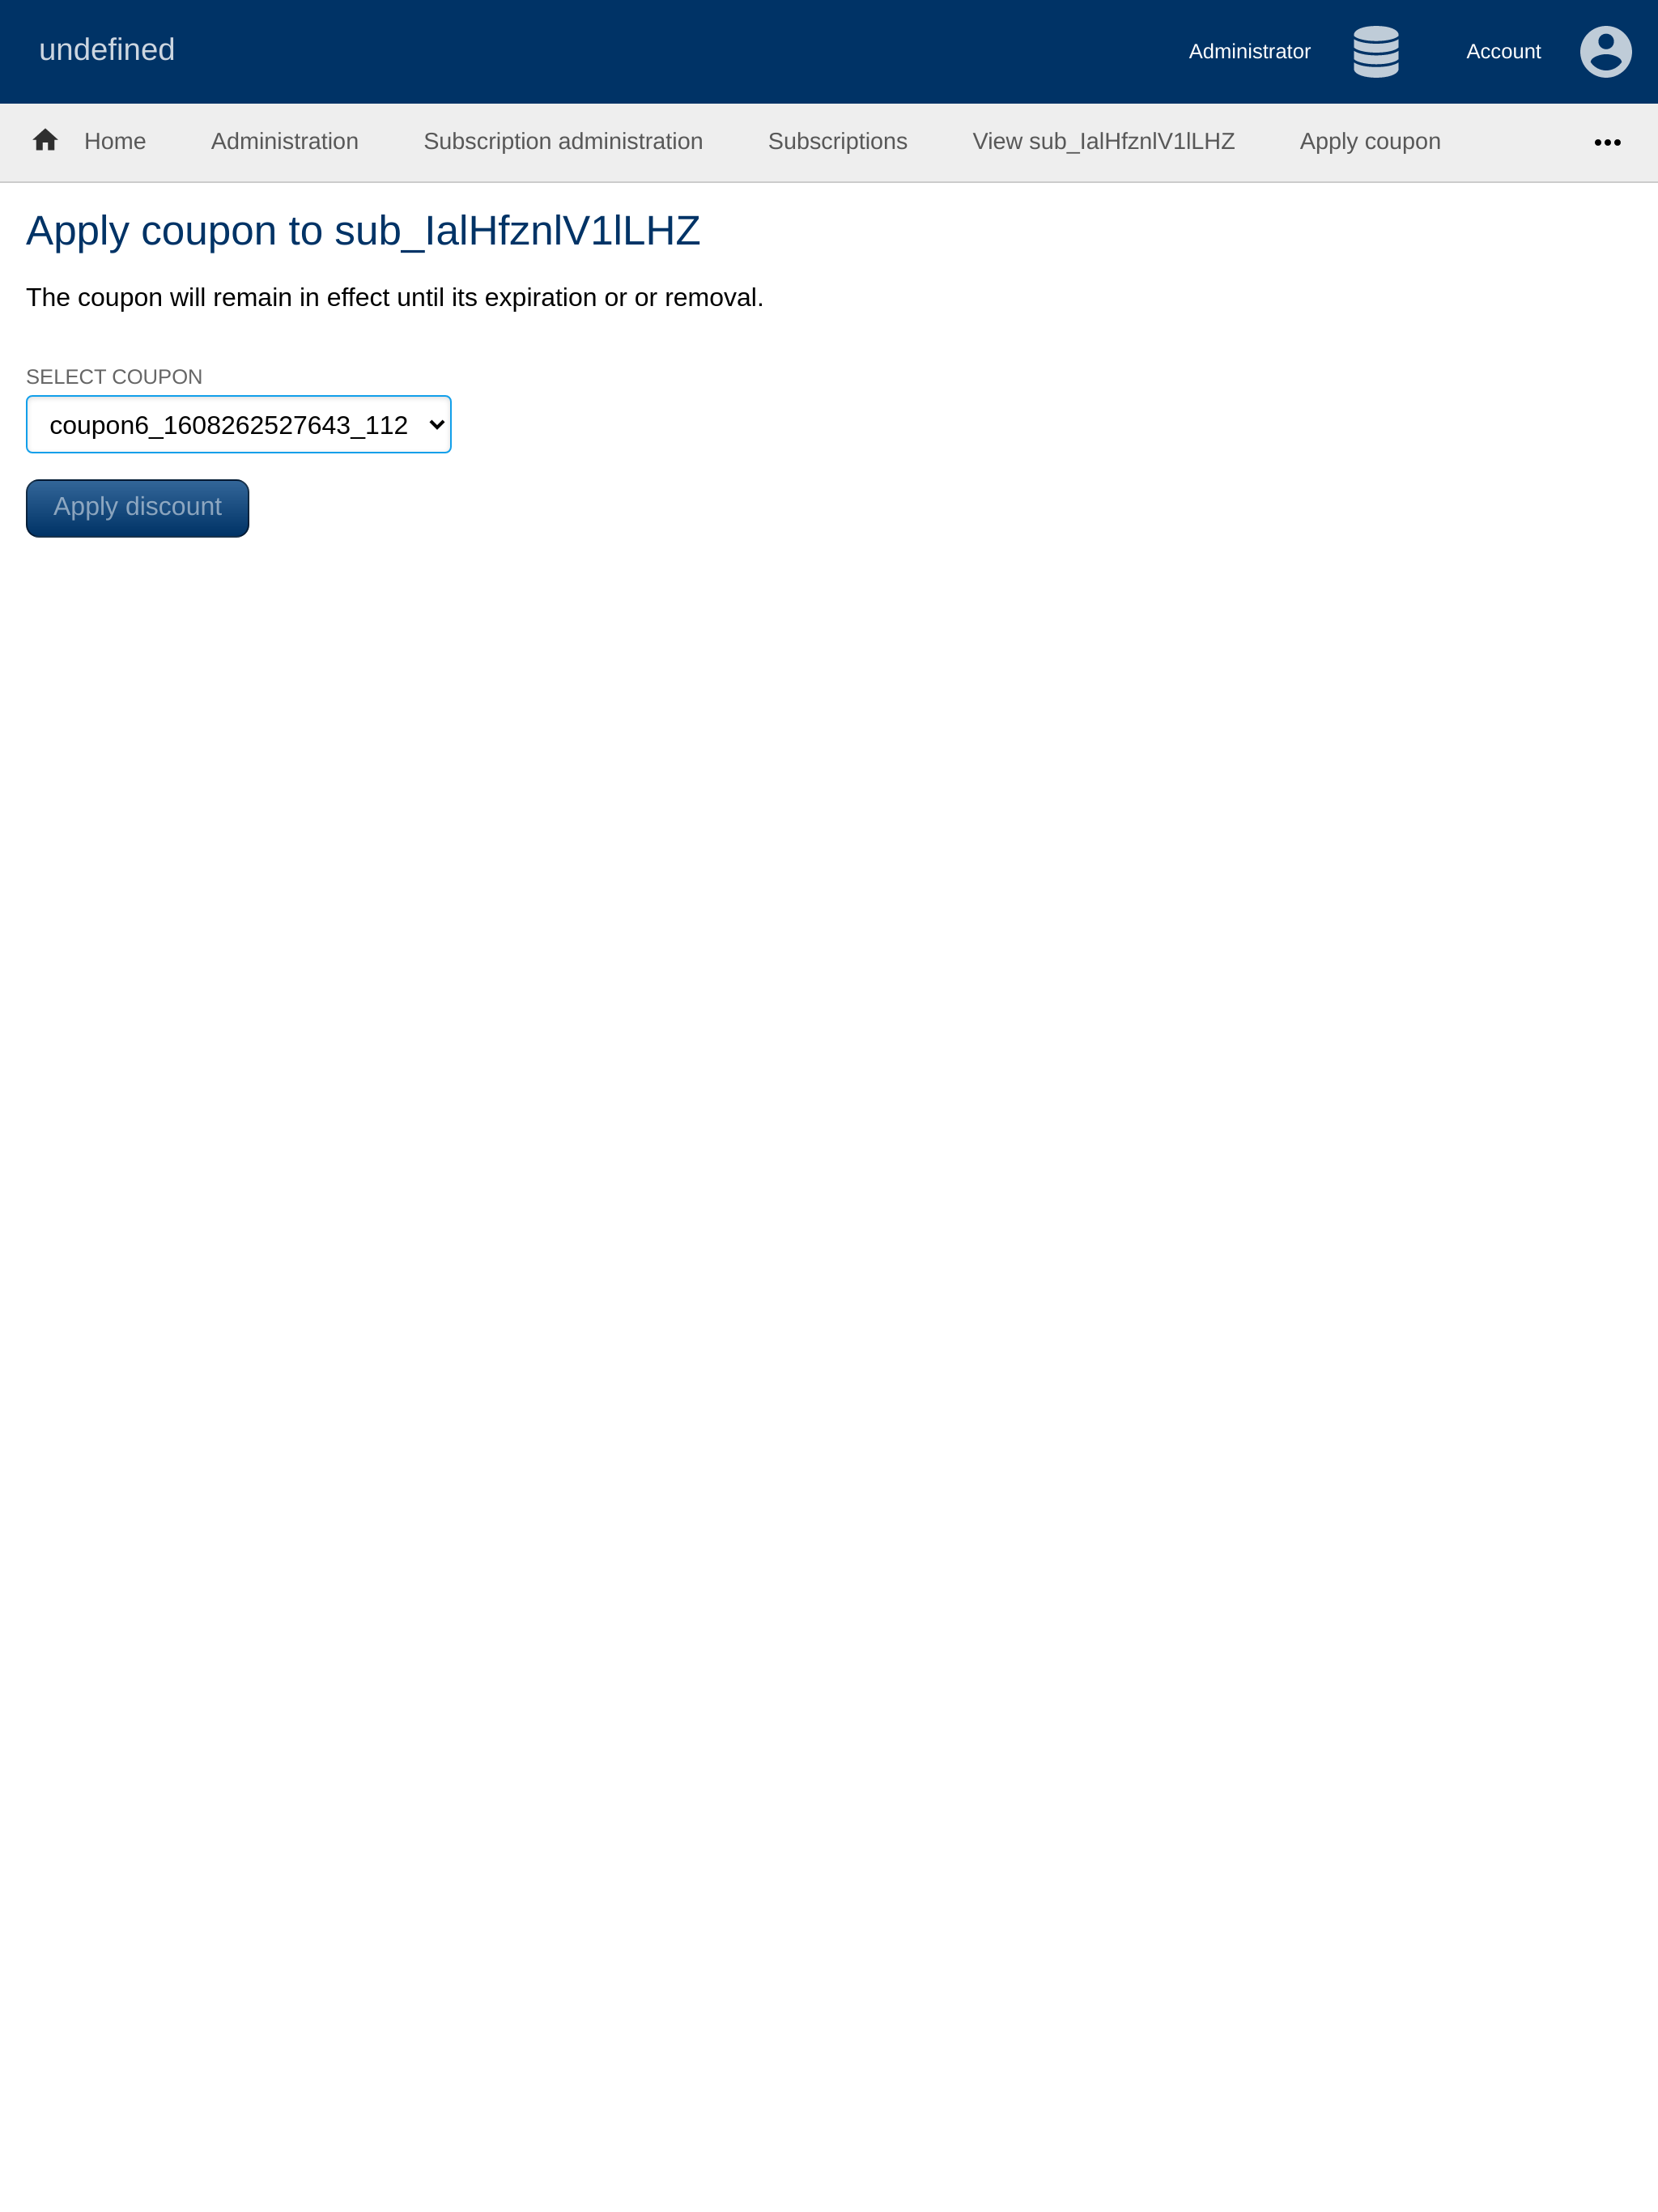 undefined
Administrator
Account
Home
Administration
Subscription administration
Subscriptions
View sub_IalHfznlV1lLHZ
Apply coupon
Apply coupon to sub_IalHfznlV1lLHZ
The coupon will remain in effect until its expiration or or removal.
SELECT COUPON
coupon6_1608262527643_112
Apply discount